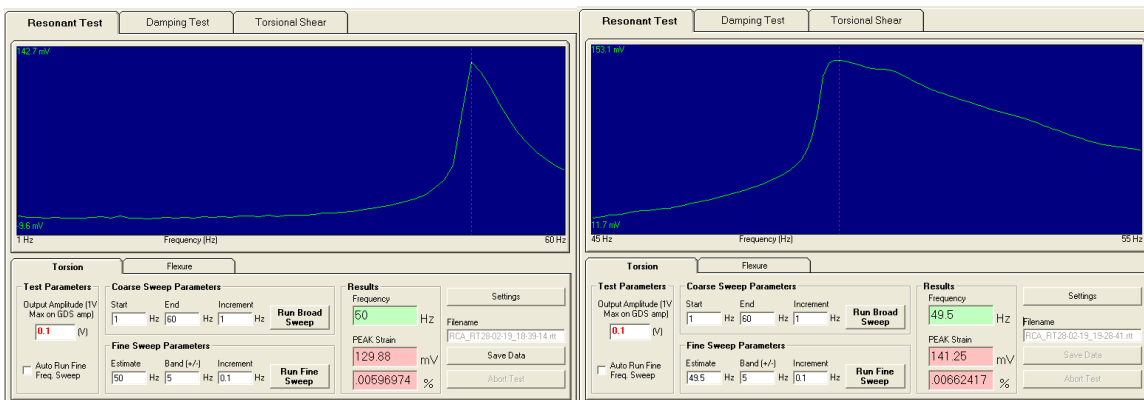 Resonant Test Damping Test Torsional Shear
142.7 mV
-9.6 mV
1 Hz Frequency (Hz) 60 Hz
Torsion Flexure
Test Parameters
Output Amplitude (1V
Max on GDS amp)
0.1 (V)
Auto Run Fine
Freq. Sweep
Coarse Sweep Parameters
Start End Increment
1 Hz 60 Hz 1 Hz
Run Broad
Sweep
Fine Sweep Parameters
Estimate Band (+/-) Increment
50 Hz 5 Hz 0.1 Hz
Run Fine
Sweep
Results
Frequency
50 Hz
PEAK Strain
129.88 mV
.00596974 %
Settings
Filename
RCA_RT28-02-19_18-39-14.rtt
Save Data
Abort Test
Resonant Test Damping Test Torsional Shear
153.1 mV
11.7 mV
45 Hz Frequency (Hz) 55 Hz
Torsion Flexure
Test Parameters
Output Amplitude (1V
Max on GDS amp)
0.1 (V)
Auto Run Fine
Freq. Sweep
Coarse Sweep Parameters
Start End Increment
1 Hz 60 Hz 1 Hz
Run Broad
Sweep
Fine Sweep Parameters
Estimate Band (+/-) Increment
49.5 Hz 5 Hz 0.1 Hz
Run Fine
Sweep
Results
Frequency
49.5 Hz
PEAK Strain
141.25 mV
.00662417 %
Settings
Filename
RCA_RT28-02-19_19-28-41.rtt
Save Data
Abort Test